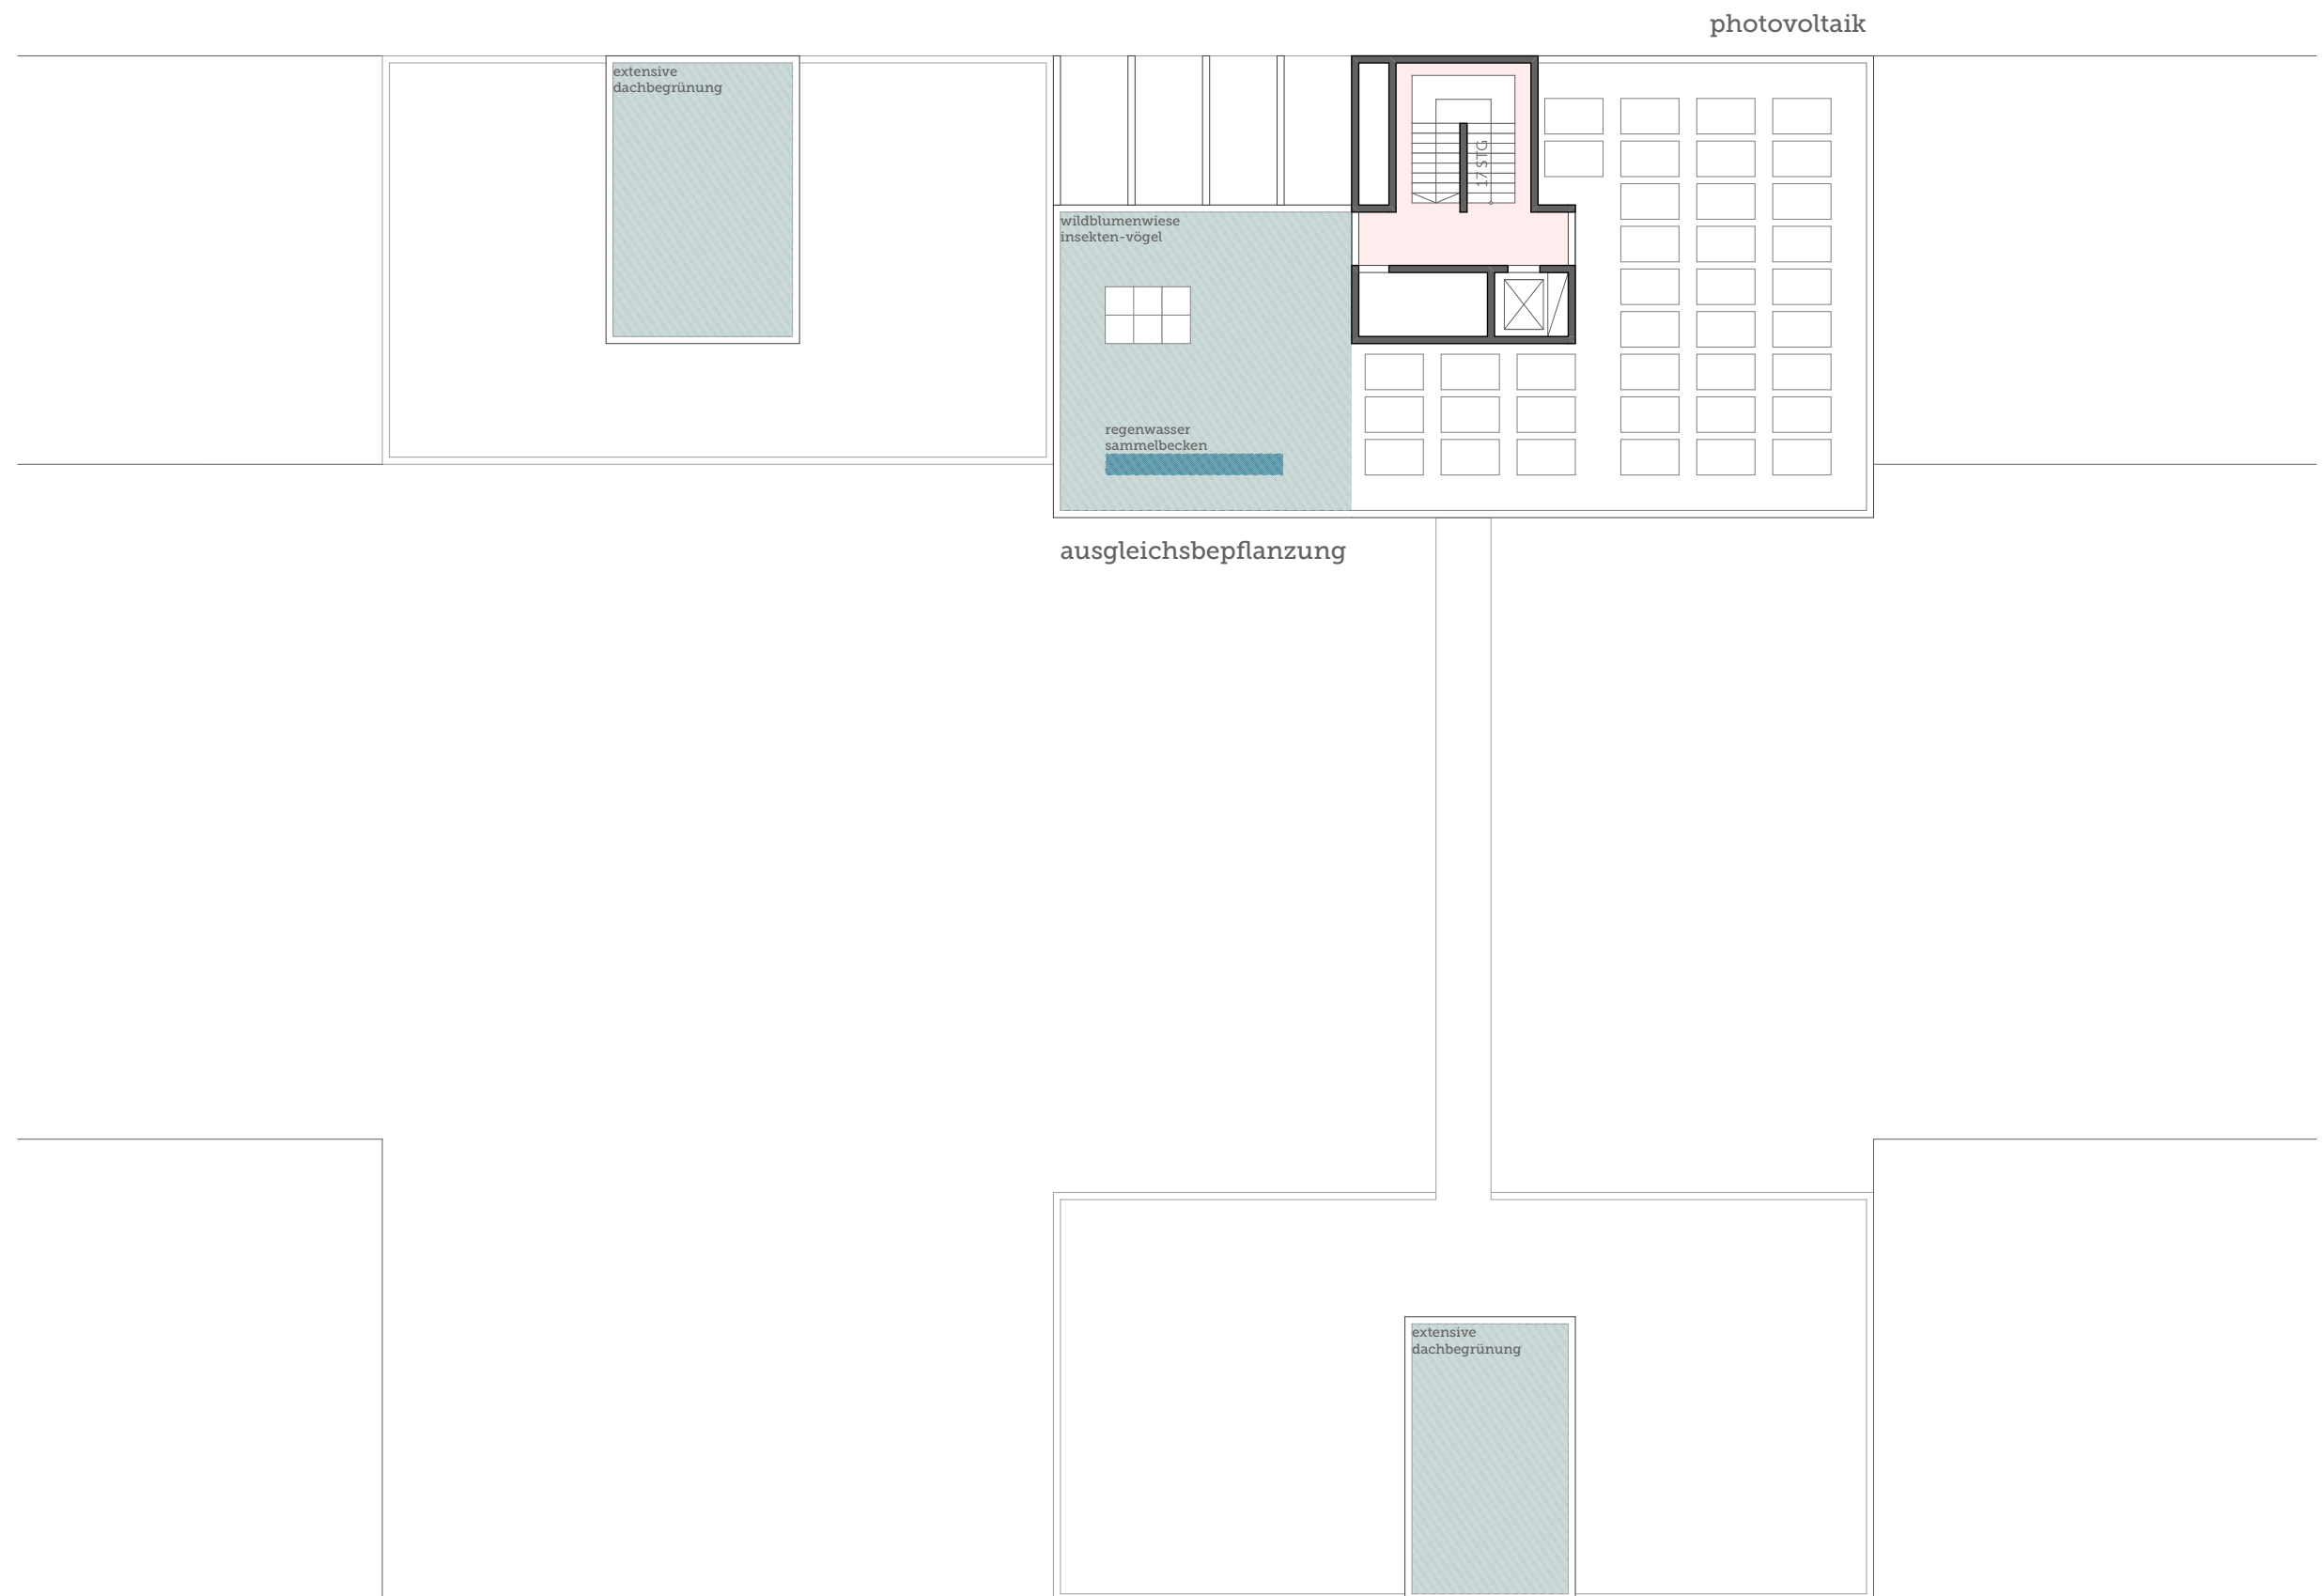 photovoltaik
extensive
dachbegrünung
17 STG
wildblumenwiese
insekten-vögel
regenwasser
sammelbecken
ausgleichsbepflanzung
extensive
dachbegrünung